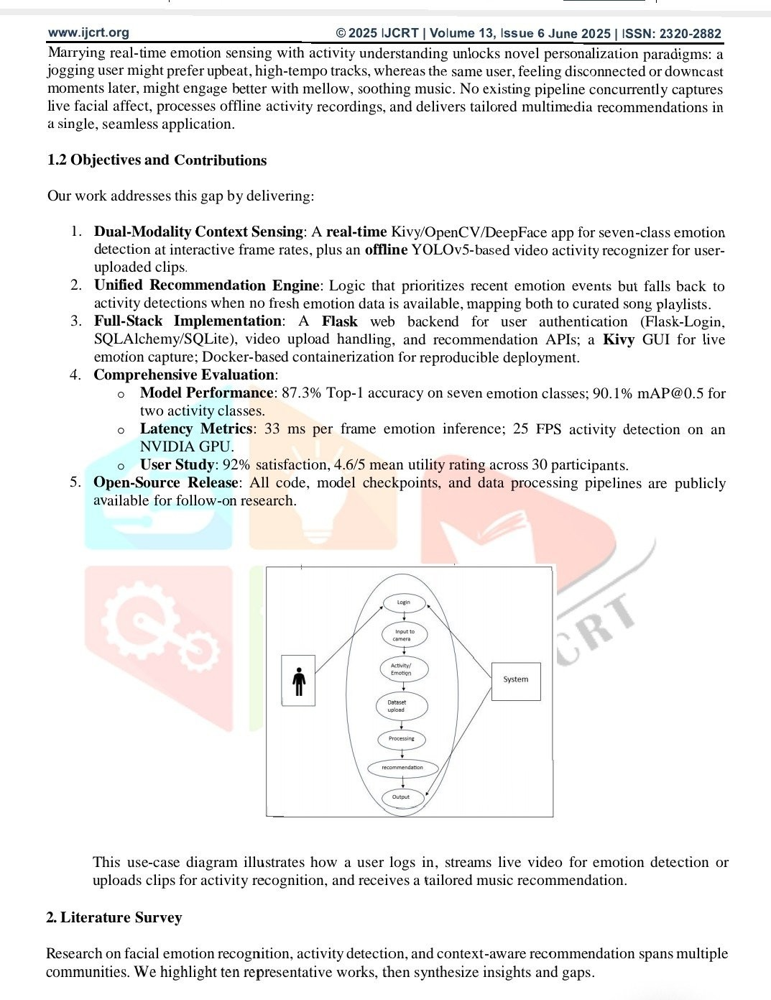 www.ijcrt.org
© 2025 IJCRT | Volume 13, Issue 6 June 2025 | ISSN: 2320-2882
Marrying real-time emotion sensing with activity understanding unlocks novel personalization paradigms: a
jogging user might prefer upbeat, high-tempo tracks, whereas the same user, feeling disconnected or downcast
moments later, might engage better with mellow, soothing music. No existing pipeline concurrently captures
live facial affect, processes offline activity recordings, and delivers tailored multimedia recommendations in
a single, seamless application.
1.2 Objectives and Contributions
Our work addresses this gap by delivering:
1. Dual-Modality Context Sensing: A real-time Kivy/OpenCV/DeepFace app for seven-class emotion
detection at interactive frame rates, plus an offline YOLOv5-based video activity recognizer for user-
uploaded clips.
2. Unified Recommendation Engine: Logic that prioritizes recent emotion events but falls back to
activity detections when no fresh emotion data is available, mapping both to curated song playlists.
3. Full-Stack Implementation: A Flask web backend for user authentication (Flask-Login,
SQLAlchemy/SQLite), video upload handling, and recommendation APIs; a Kivy GUI for live
emotion capture; Docker-based containerization for reproducible deployment.
4. Comprehensive Evaluation:
o Model Performance: 87.3% Top-1 accuracy on seven emotion classes; 90.1% mAP@0.5 for
two activity classes.
o Latency Metrics: 33 ms per frame emotion inference; 25 FPS activity detection on an
NVIDIA GPU.
o User Study: 92% satisfaction, 4.6/5 mean utility rating across 30 participants.
5. Open-Source Release: All code, model checkpoints, and data processing pipelines are publicly
available for follow-on research.
Login
Input to
camera
Activity/
Emotion
Dataset
upload
Processing
recommendation
Output
System
CRT
This use-case diagram illustrates how a user logs in, streams live video for emotion detection or
uploads clips for activity recognition, and receives a tailored music recommendation.
2. Literature Survey
Research on facial emotion recognition, activity detection, and context-aware recommendation spans multiple
communities. We highlight ten representative works, then synthesize insights and gaps.